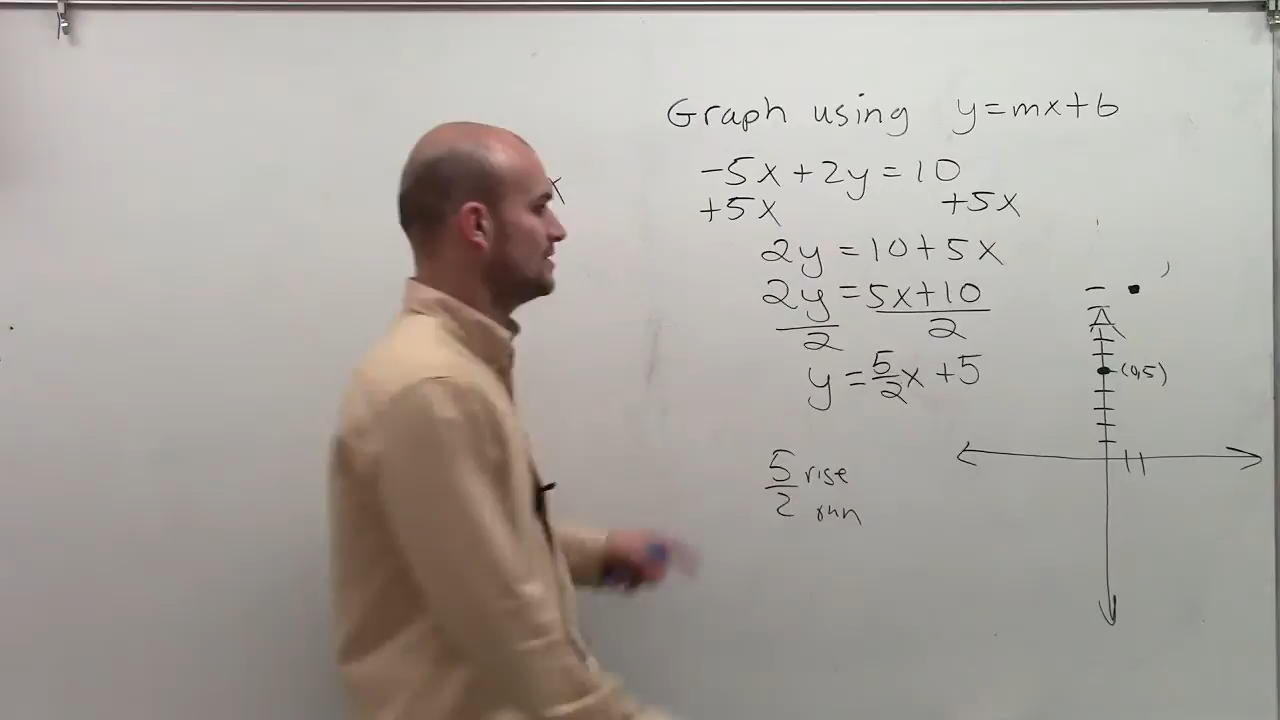 Graph using y=mx+b
-5x+2y=10
+5x +5x
2y=10+5x
2y=5x+10
2 2
y=5/2x+5
(0,5)
5 rise
2 run
x